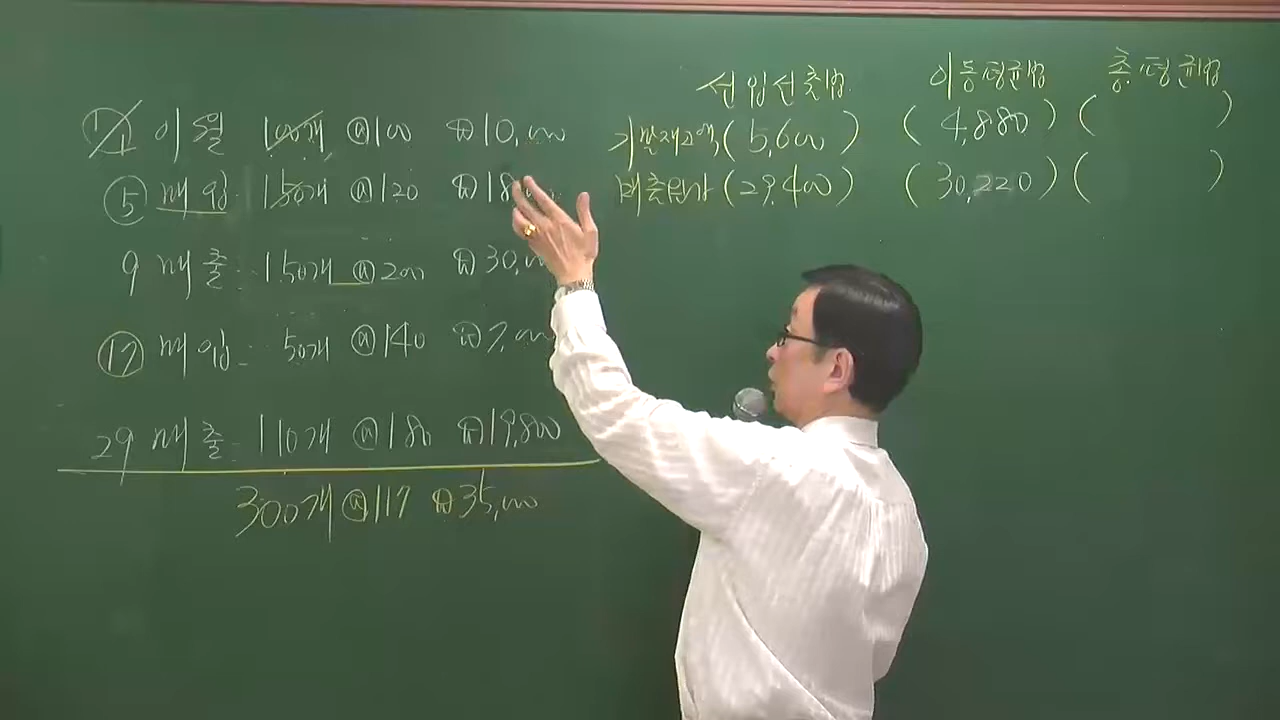 1/1 이월 100개 @100 ₩10,000
⑤ 매입 150개 @120 ₩18
9 매출 150개 @200 ₩30,
⑰ 매입 50개 @140 ₩7,000
29 매출 110개 @180 ₩19,800
300개 @117 ₩35,000
선입선출법 이동평균법 총평균법
기말재고액 (5,600) (4,880) ( )
매출원가 (29,400) (30,220) ( )